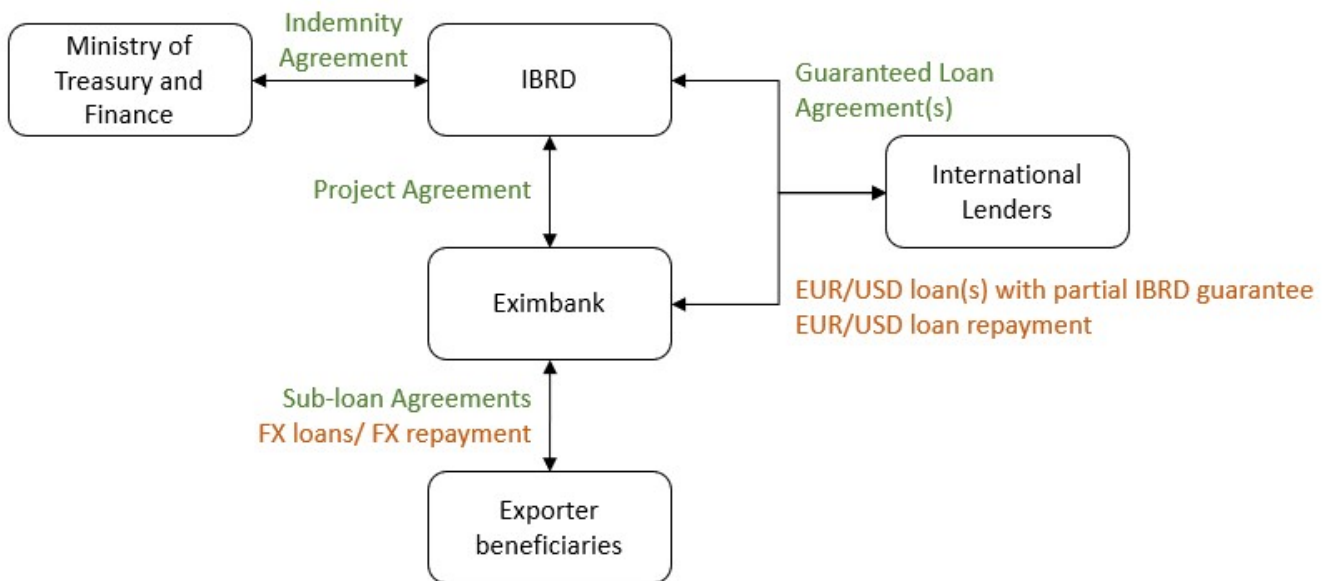 Ministry of
Treasury and
Finance
Indemnity
Agreement
IBRD
Guaranteed Loan
Agreement(s)
International
Lenders
Project Agreement
Eximbank
EUR/USD loan(s) with partial IBRD guarantee
EUR/USD loan repayment
Sub-loan Agreements
FX loans/ FX repayment
Exporter
beneficiaries